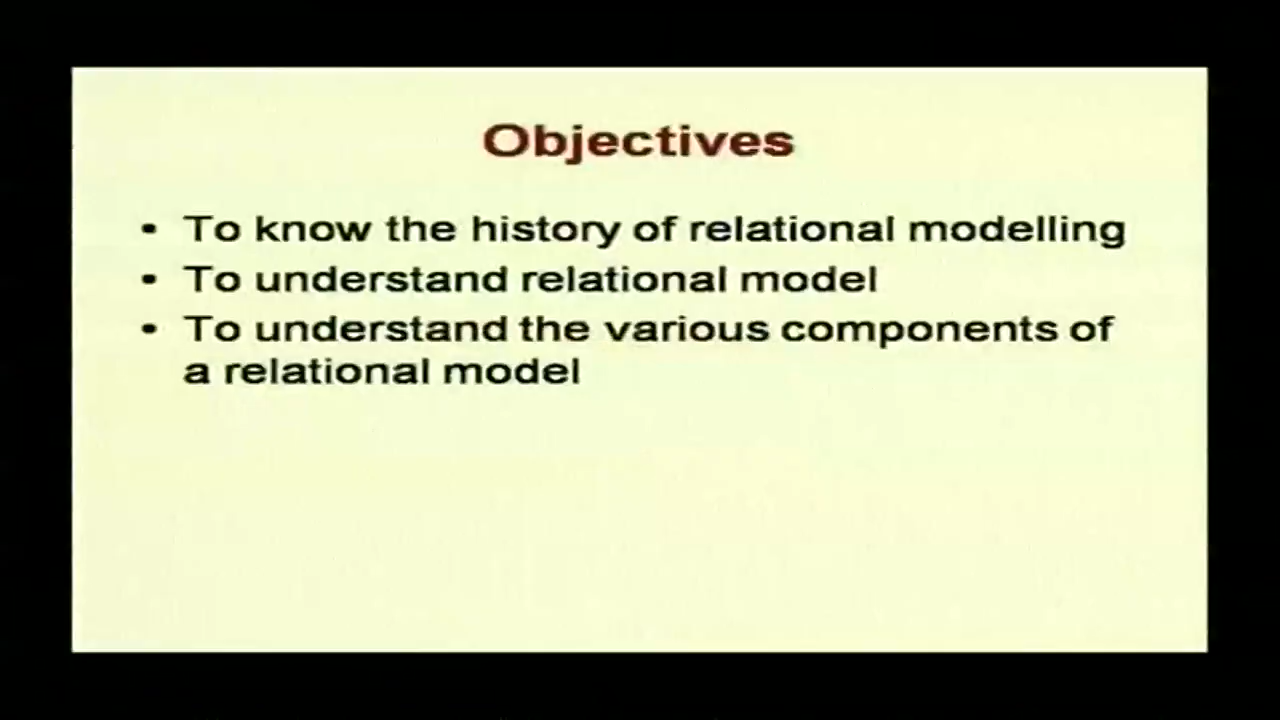 Objectives
• To know the history of relational modelling
• To understand relational model
• To understand the various components of
a relational model